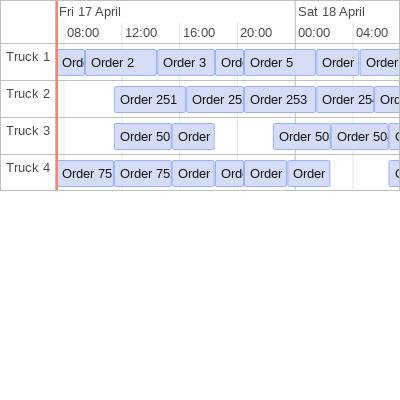 Fri 17 April Sat 18 April
08:00 12:00 16:00 20:00 00:00 04:00
Truck 1 Ord Order 2 Order 3 Ord Order 5 Order Order
Truck 2 Order 251 Order 25 Order 253 Order 25 Ord
Truck 3 Order 50 Order Order 50 Order 50
Truck 4 Order 75 Order 75 Order Ord Order Order